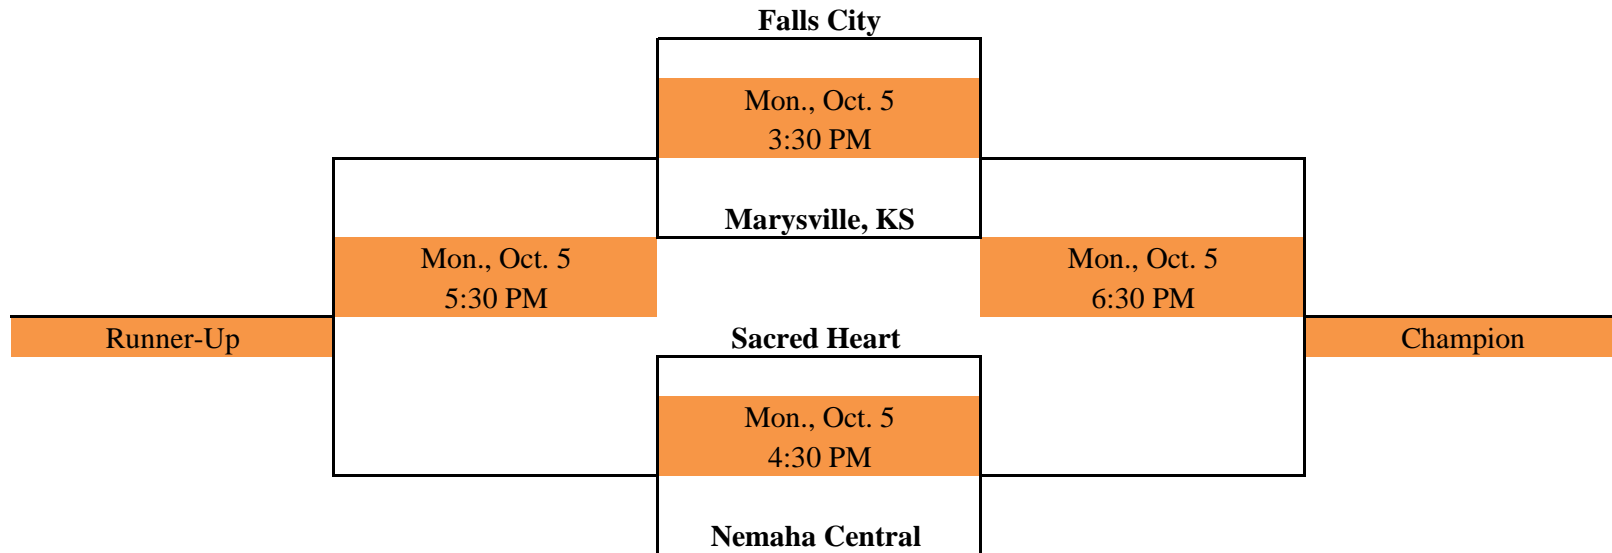 Falls City
Mon., Oct. 5
3:30 PM
Marysville, KS
Mon., Oct. 5
5:30 PM
Mon., Oct. 5
6:30 PM
Runner-Up
Sacred Heart
Champion
Mon., Oct. 5
4:30 PM
Nemaha Central